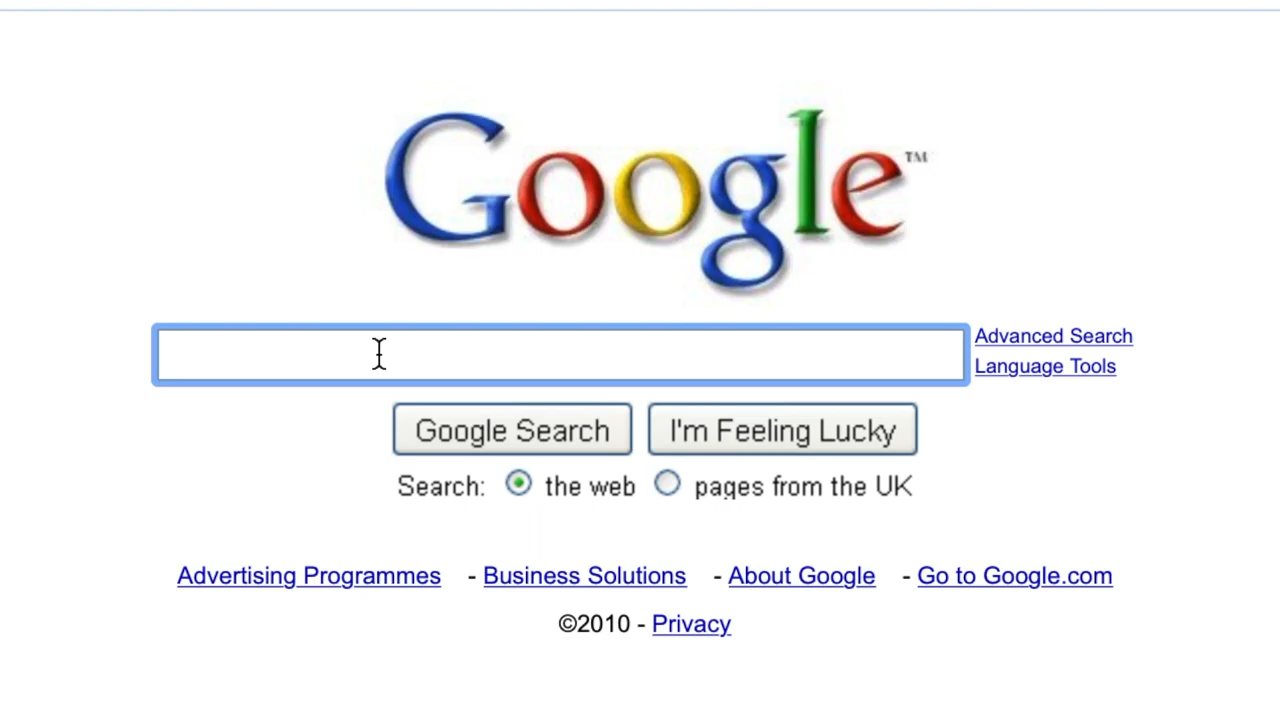 Google™
Advanced Search
Language Tools
Google Search I'm Feeling Lucky
Search: the web pages from the UK
Advertising Programmes - Business Solutions - About Google - Go to Google.com
©2010 - Privacy